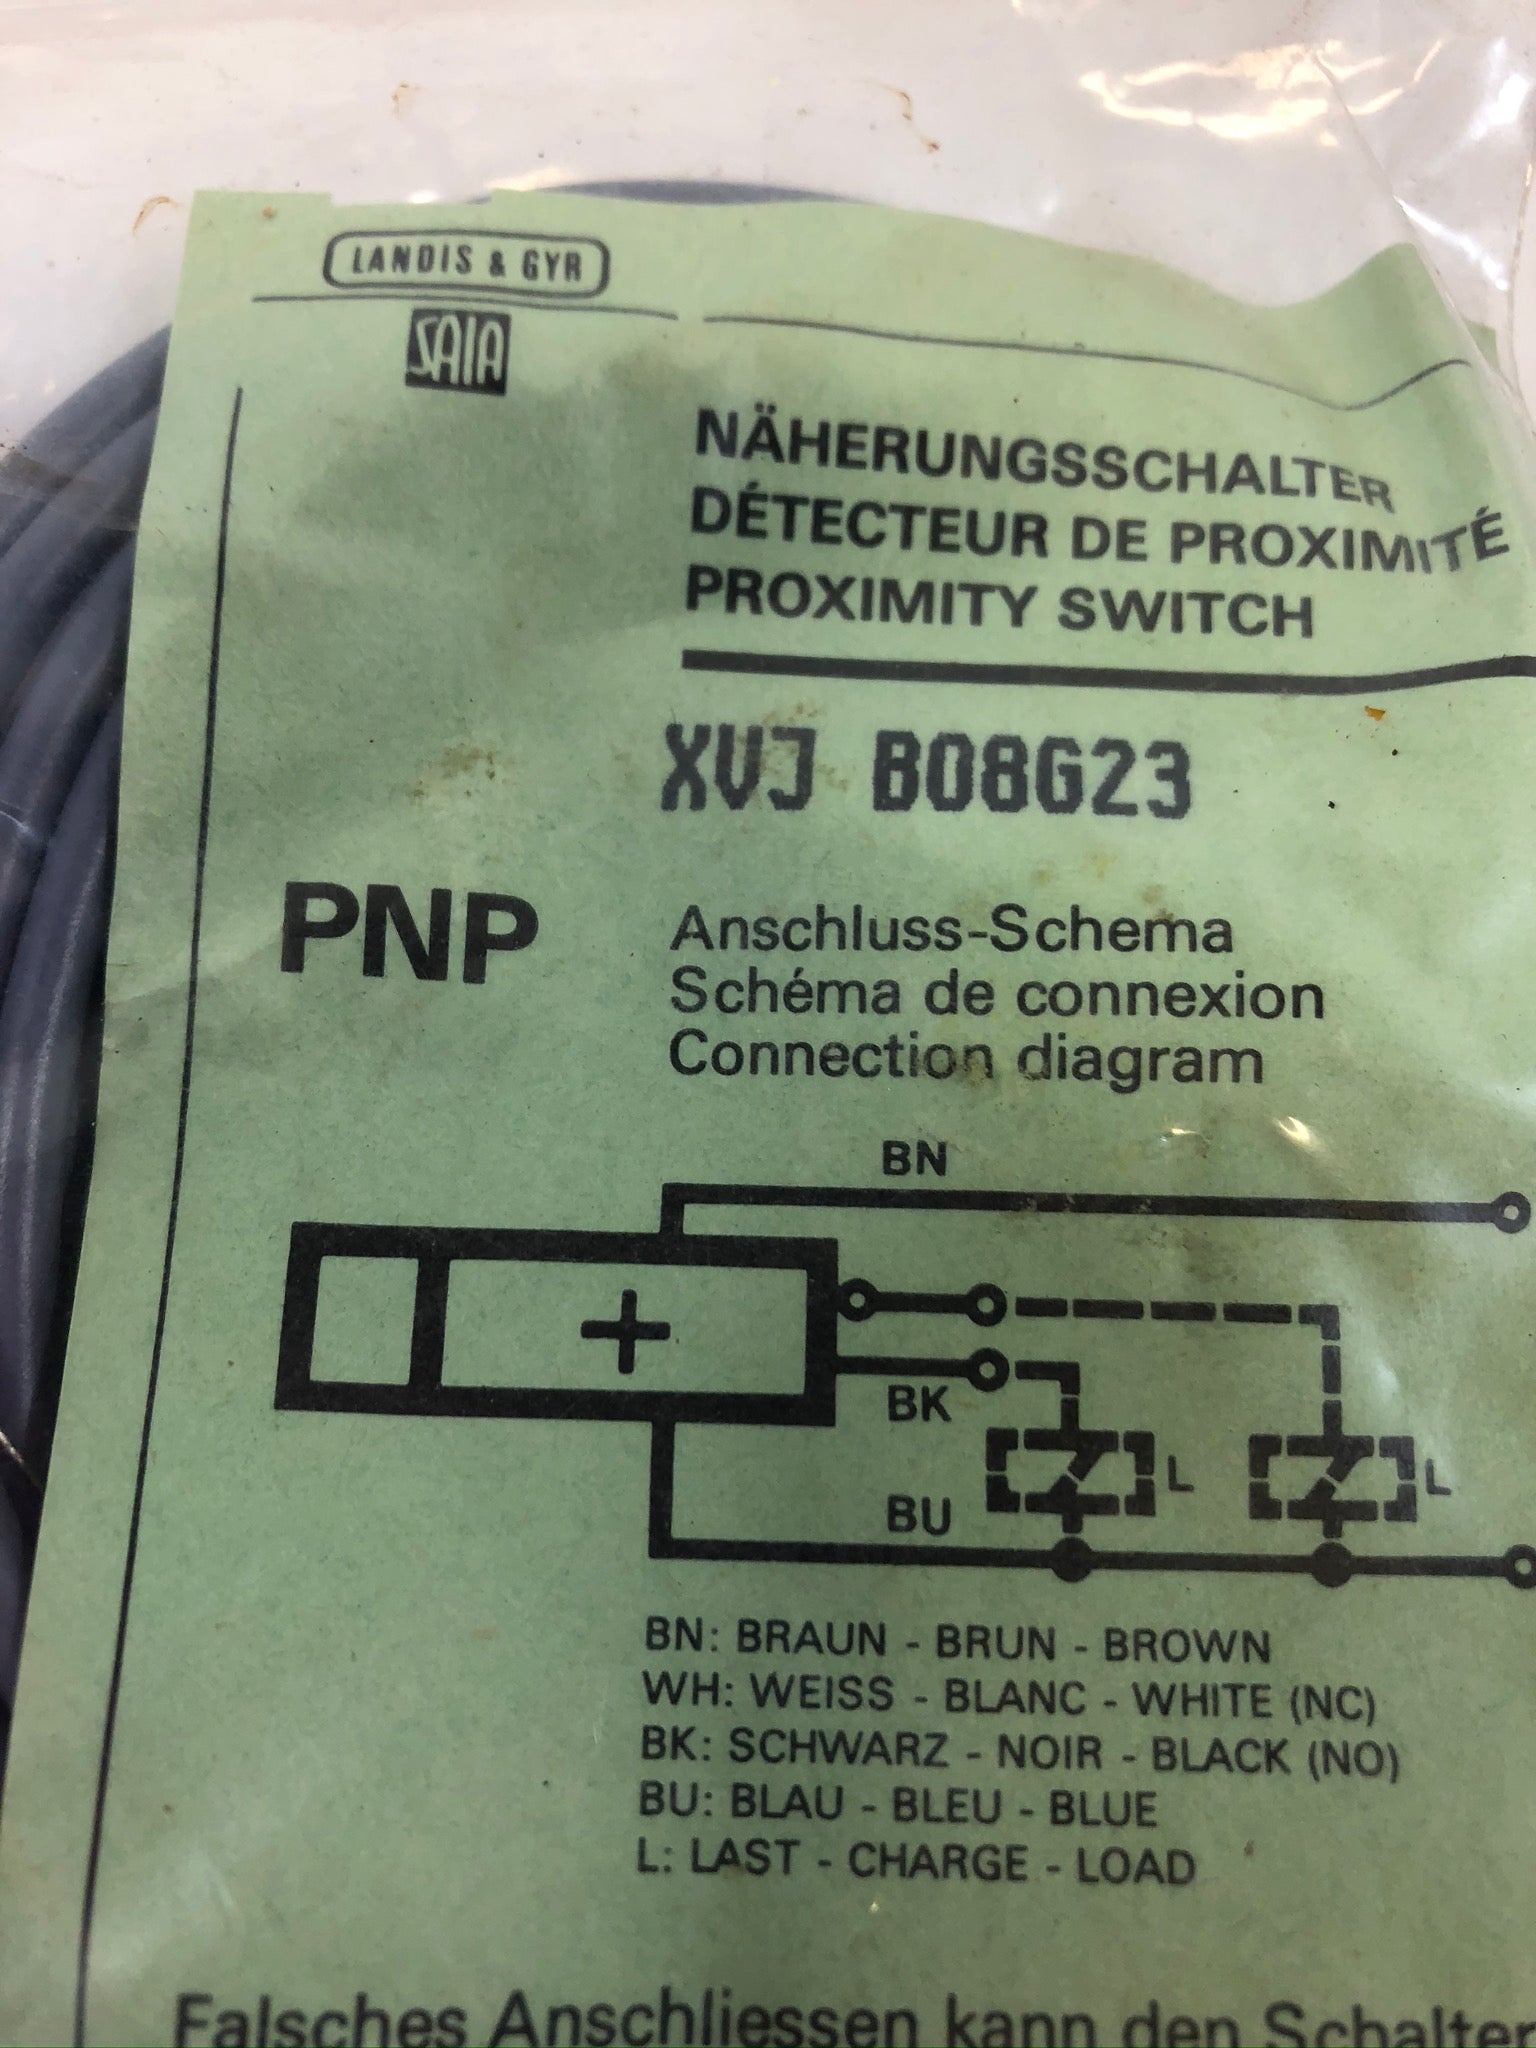 LANDIS & GYR
SAIA
NÄHERUNGSSCHALTER
DÉTECTEUR DE PROXIMITÉ
PROXIMITY SWITCH
XVJ B08G23
PNP
Anschluss-Schema
Schéma de connexion
Connection diagram
BN
+
BK
L
L
BU
BN: BRAUN - BRUN - BROWN
WH: WEISS - BLANC - WHITE (NC)
BK: SCHWARZ - NOIR - BLACK (NO)
BU: BLAU - BLEU - BLUE
L: LAST - CHARGE - LOAD
Falsches Anschliessen kann den Schalter